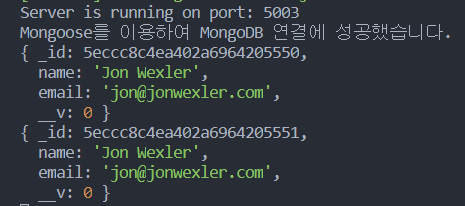 Server is running on port: 5003
Mongoose를 이용하여 MongoDB 연결에 성공했습니다.
{ _id: 5eccc8c4ea402a6964205550,
name: 'Jon Wexler',
email: 'jon@jonwexler.com',
__v: 0 }
{ _id: 5eccc8c4ea402a6964205551,
name: 'Jon Wexler',
email: 'jon@jonwexler.com',
__v: 0 }